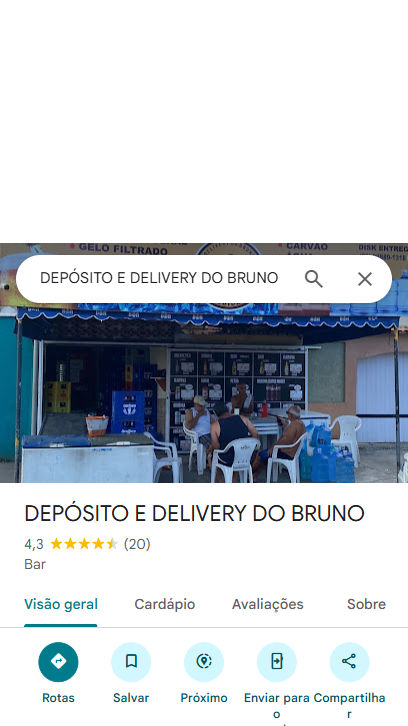 GELO FILTRADO
CARVÃO
DISK ENTREG
DEPÓSITO E DELIVERY DO BRUNO
DEPÓSITO E DELIVERY DO BRUNO
4,3 (20)
Bar
Visão geral Cardápio Avaliações Sobre
Rotas Salvar Próximo Enviar para Compartilha
o r